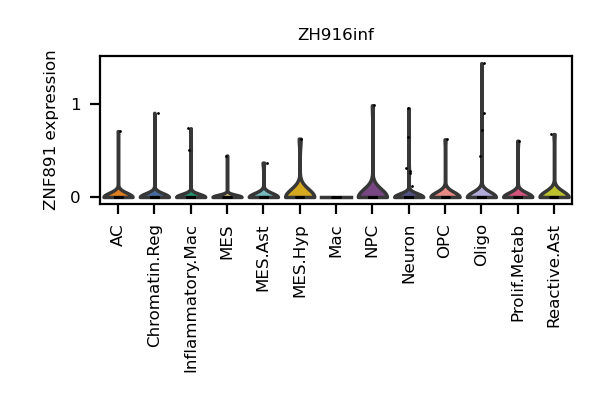 ZH916inf
ZNF891 expression
1
0
AC
Chromatin.Reg
Inflammatory.Mac
MES
MES.Ast
MES.Hyp
Mac
NPC
Neuron
OPC
Oligo
Prolif.Metab
Reactive.Ast